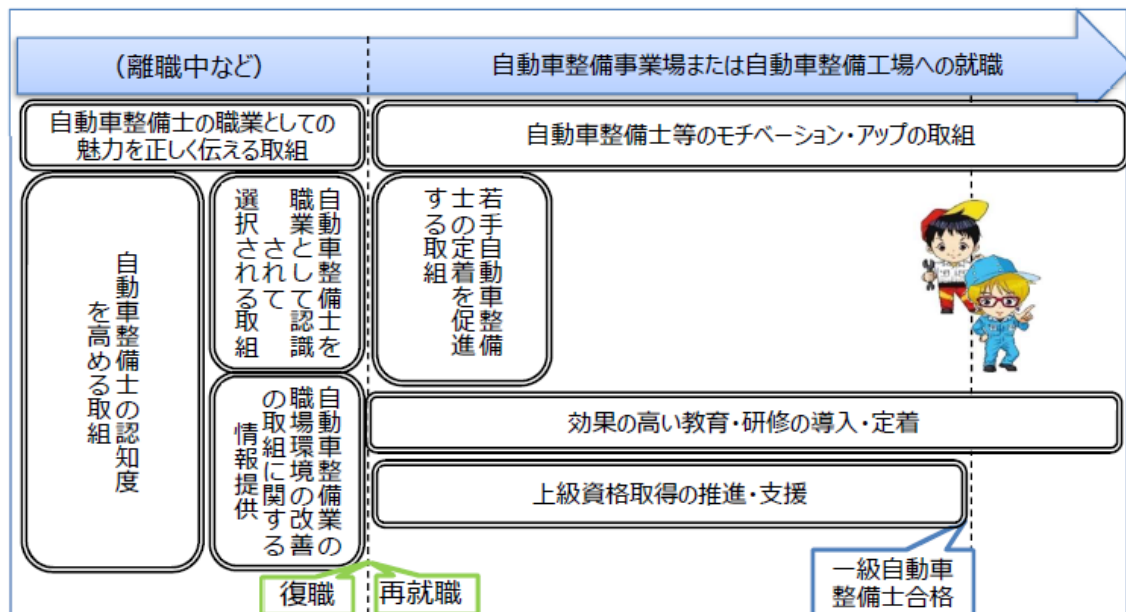 （離職中など）
自動車整備事業場または自動車整備工場への就職
自動車整備士の職業としての
魅力を正しく伝える取組
自動車整備士等のモチベーション・アップの取組
自動車整備士の認知度
を高める取組
自動車整備士を
職業として認識
されて
選択される取組
若手自動車整備
士の定着を促進
する取組
自動車整備業の
職場環境の改善
の取組に関する
情報提供
効果の高い教育・研修の導入・定着
上級資格取得の推進・支援
復職
再就職
一級自動車
整備士合格